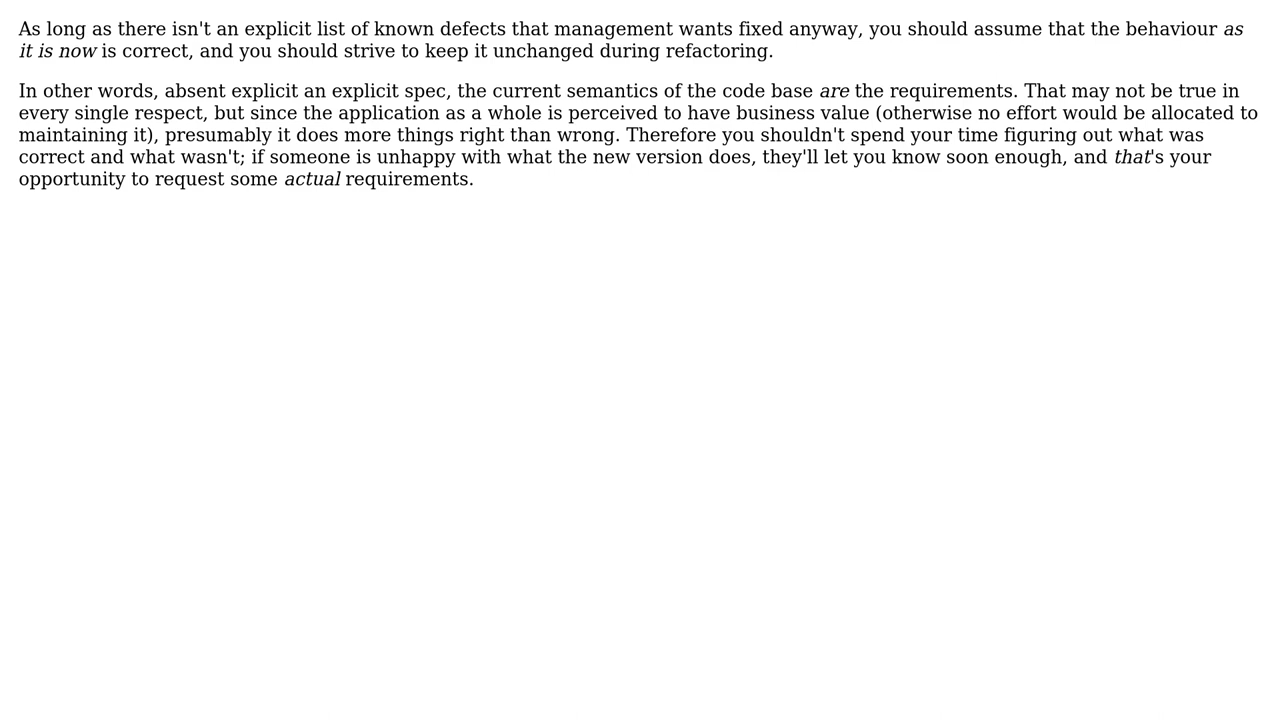 As long as there isn't an explicit list of known defects that management wants fixed anyway, you should assume that the behaviour as
it is now is correct, and you should strive to keep it unchanged during refactoring.
In other words, absent explicit an explicit spec, the current semantics of the code base are the requirements. That may not be true in
every single respect, but since the application as a whole is perceived to have business value (otherwise no effort would be allocated to
maintaining it), presumably it does more things right than wrong. Therefore you shouldn't spend your time figuring out what was
correct and what wasn't; if someone is unhappy with what the new version does, they'll let you know soon enough, and that's your
opportunity to request some actual requirements.